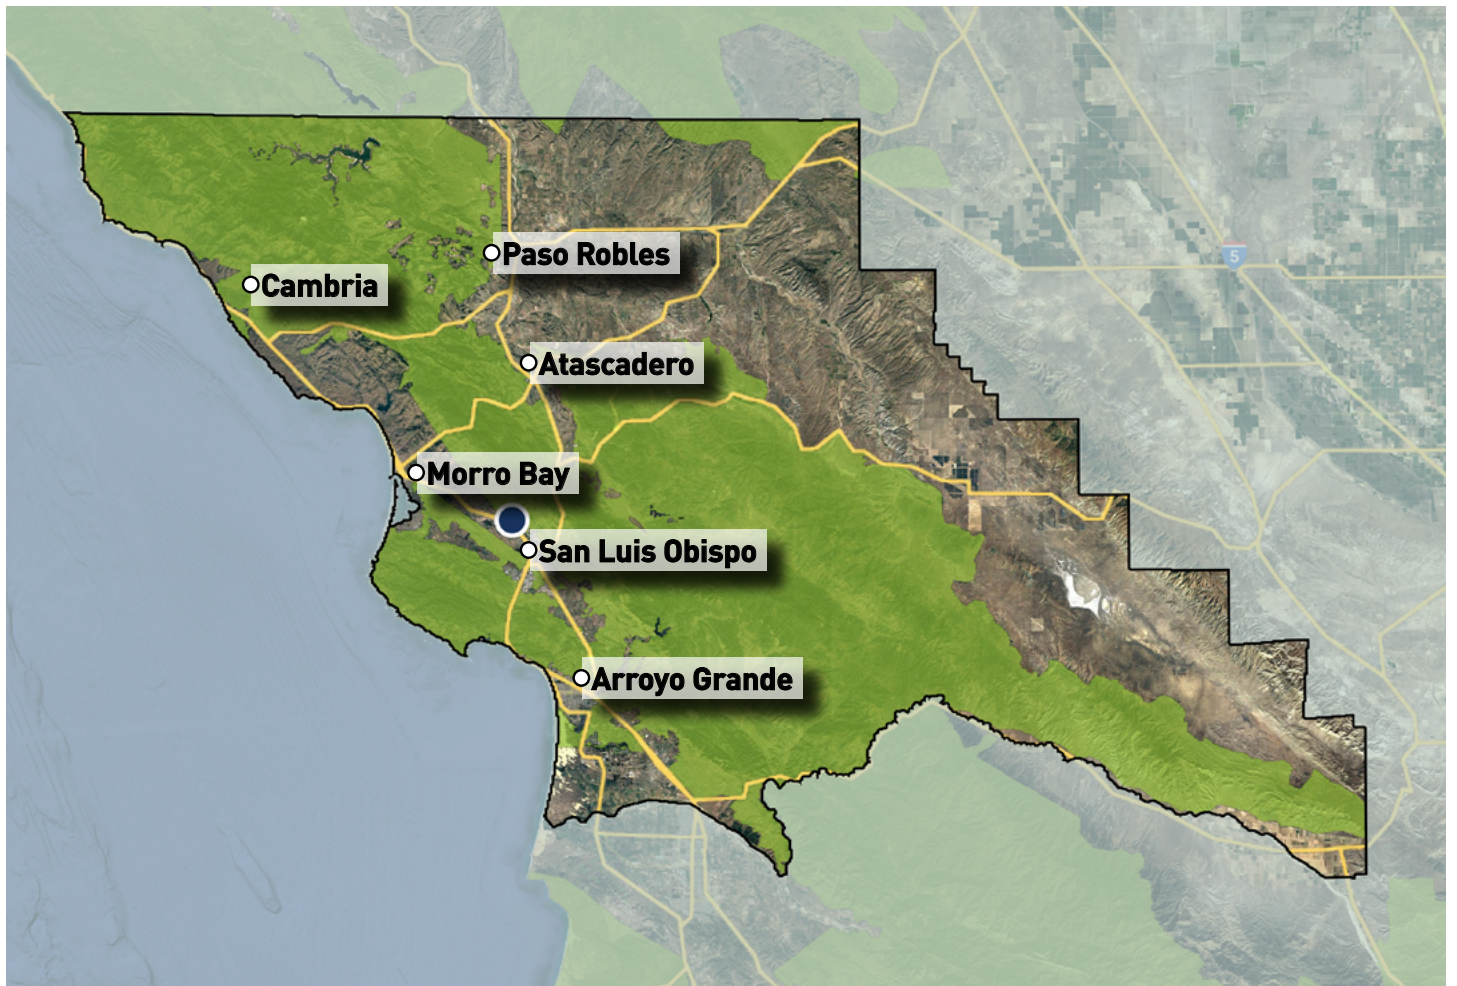 5
Paso Robles
Cambria
Atascadero
Morro Bay
San Luis Obispo
Arroyo Grande